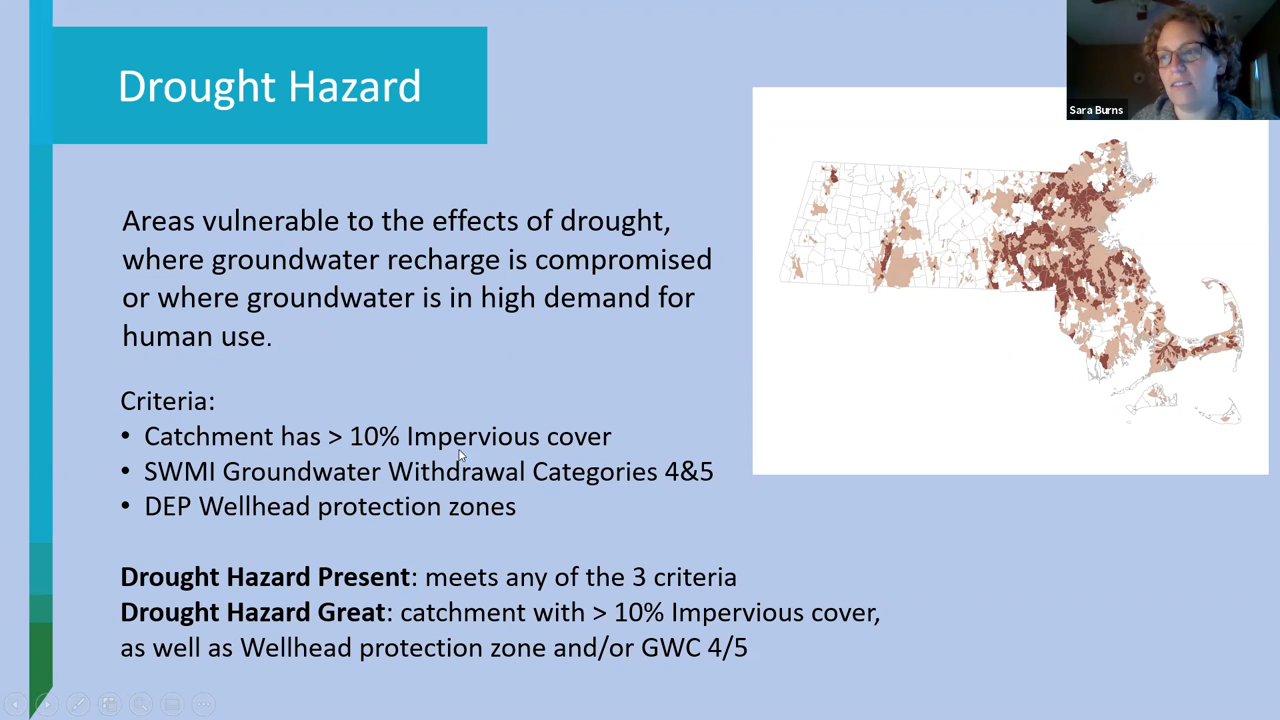 Drought Hazard
Sara Burns
Areas vulnerable to the effects of drought,
where groundwater recharge is compromised
or where groundwater is in high demand for
human use.
Criteria:
• Catchment has > 10% Impervious cover
• SWMI Groundwater Withdrawal Categories 4&5
• DEP Wellhead protection zones
Drought Hazard Present: meets any of the 3 criteria
Drought Hazard Great: catchment with > 10% Impervious cover,
as well as Wellhead protection zone and/or GWC 4/5